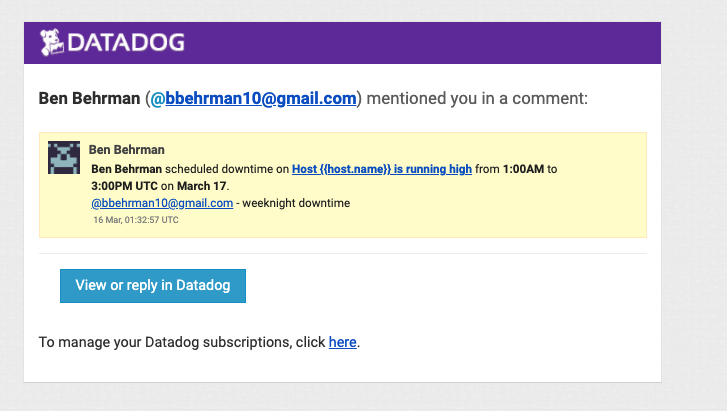 DATADOG
Ben Behrman (@bbehrman10@gmail.com) mentioned you in a comment:
Ben Behrman
Ben Behrman scheduled downtime on Host {{host.name}} is running high from 1:00AM to
3:00PM UTC on March 17.
@bbehrman10@gmail.com - weeknight downtime
16 Mar, 01:32:57 UTC
View or reply in Datadog
To manage your Datadog subscriptions, click here.